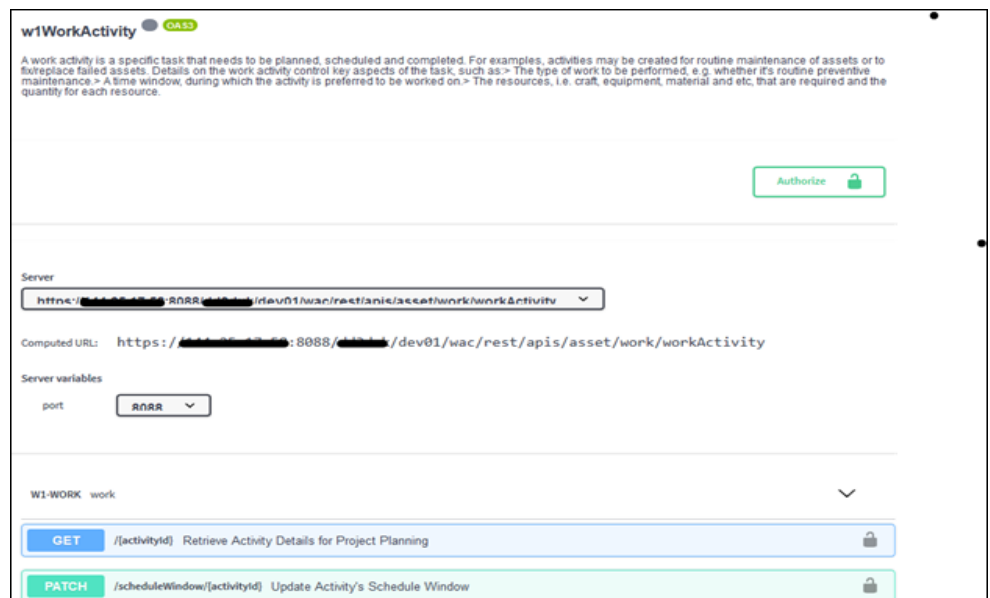 w1WorkActivity OAS3
A work activity is a specific task that needs to be planned, scheduled and completed. For examples, activities may be created for routine maintenance of assets or to
fix/replace failed assets. Details on the work activity control key aspects of the task, such as:> The type of work to be performed, e.g. whether it's routine preventive
maintenance.> A time window, during which the activity is preferred to be worked on.> The resources, i.e. craft, equipment, material and etc, that are required and the
quantity for each resource.
Authorize
Server
https:/ :8088/ /dev01/wac/rest/apis/asset/work/workActivity
Computed URL: https:/ :8088/ /dev01/wac/rest/apis/asset/work/workActivity
Server variables
port 8088
W1-WORK work
GET /{activityId} Retrieve Activity Details for Project Planning
PATCH /scheduleWindow/{activityId} Update Activity's Schedule Window